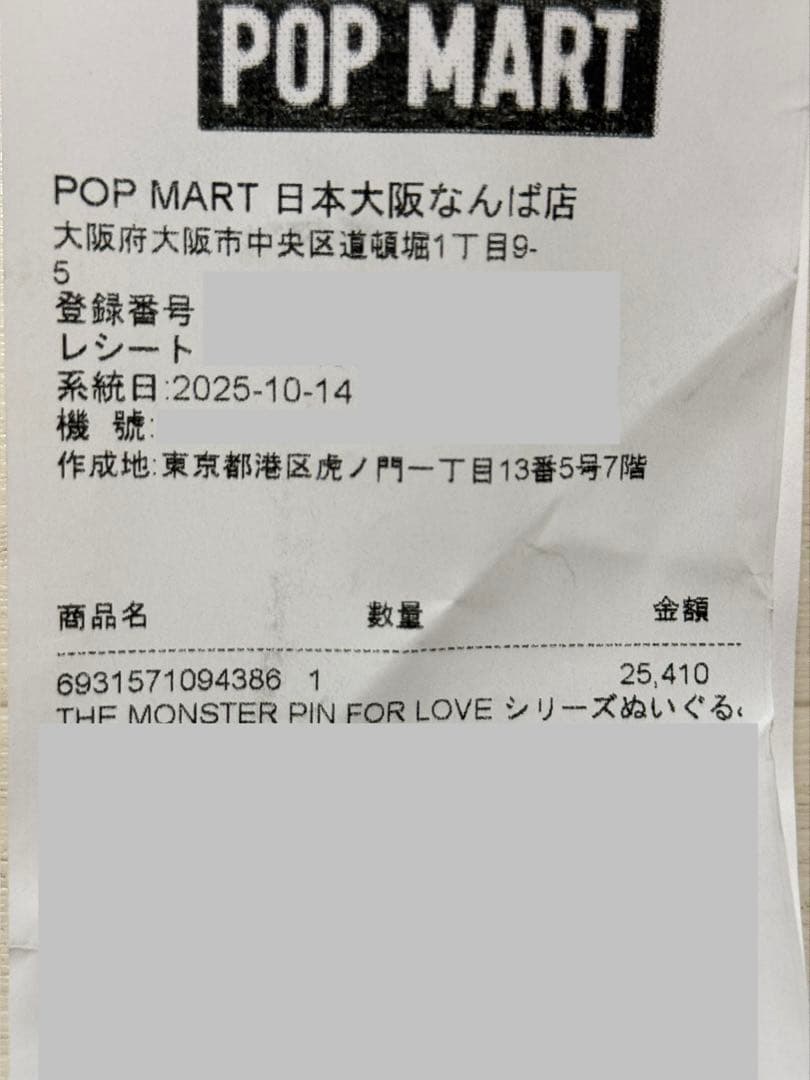 POP MART
POP MART 日本大阪なんば店
大阪府大阪市中央区道頓堀1丁目9-
5
登録番号
レシート
系統日:2025-10-14
機 號:
作成地:東京都港区虎ノ門一丁目13番5号7階
商品名 数量 金額
6931571094386 1 25,410
THE MONSTER PIN FOR LOVE シリーズぬいぐる